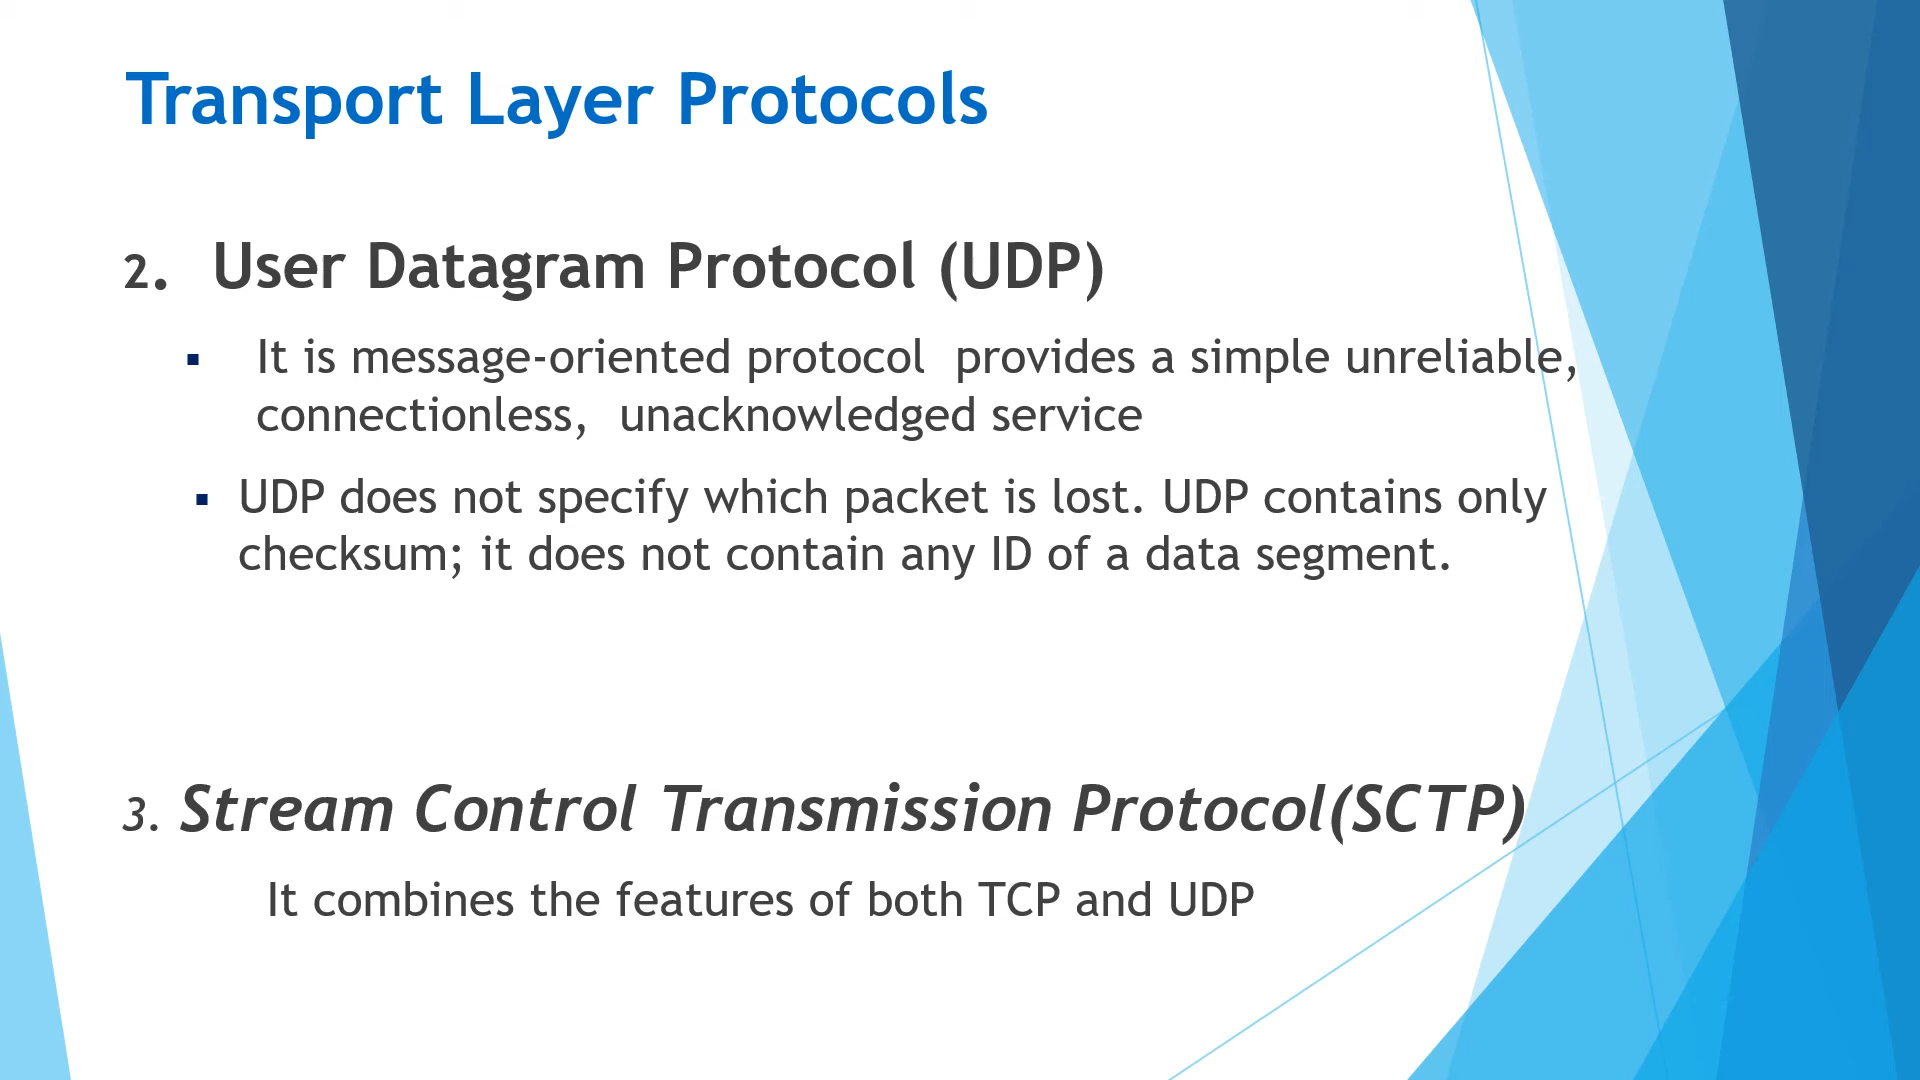 Transport Layer Protocols
2. User Datagram Protocol (UDP)
▪ It is message-oriented protocol provides a simple unreliable,
connectionless, unacknowledged service
▪ UDP does not specify which packet is lost. UDP contains only
checksum; it does not contain any ID of a data segment.
3. Stream Control Transmission Protocol(SCTP)
It combines the features of both TCP and UDP